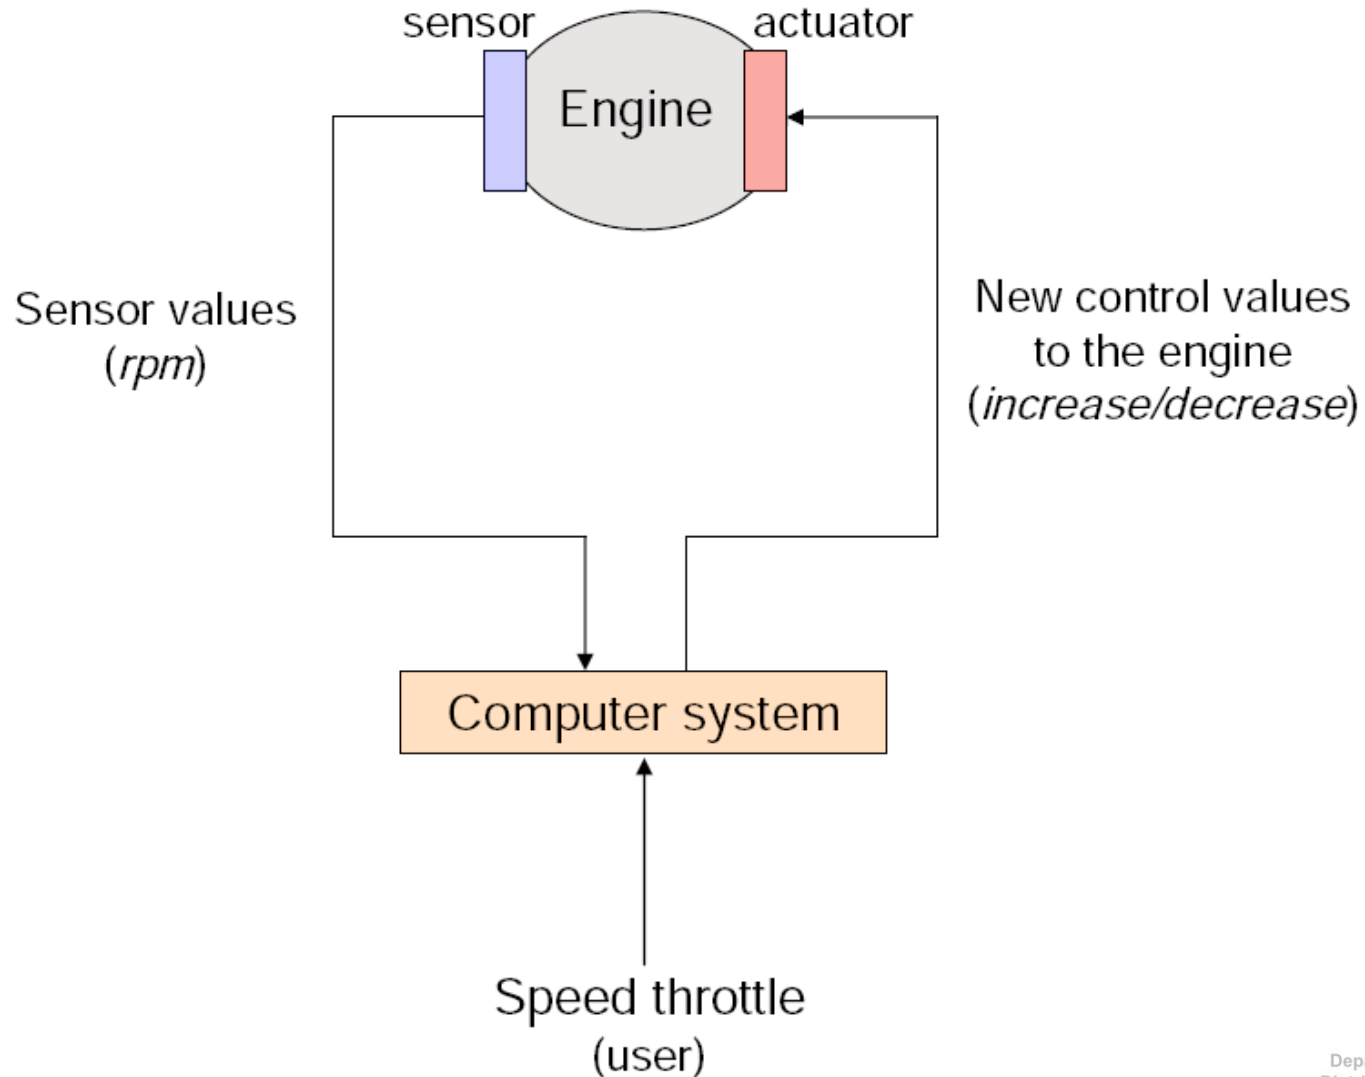 sensor
actuator
Engine
Sensor values
(rpm)
New control values
to the engine
(increase/decrease)
Computer system
Speed throttle
(user)